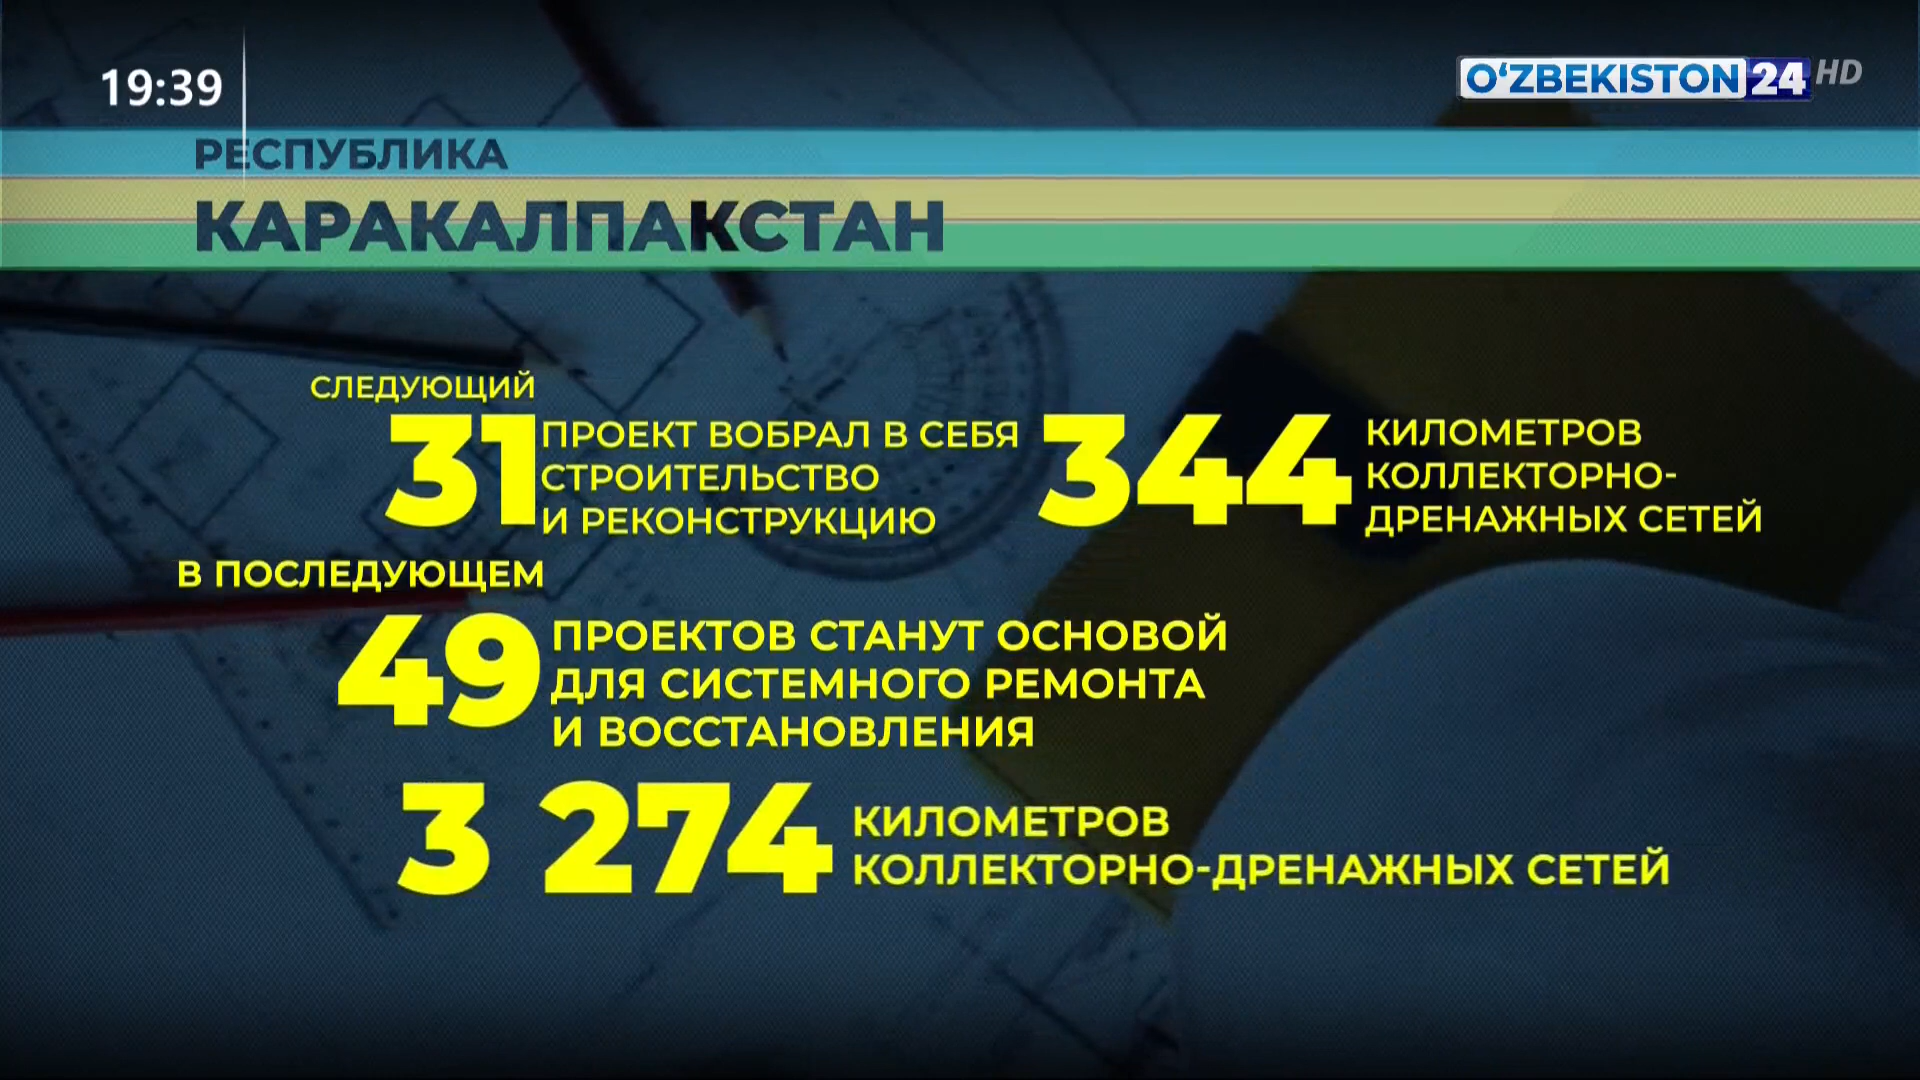 19:39
O‘ZBEKISTON 24 HD
РЕСПУБЛИКА
КАРАКАЛПАКСТАН
СЛЕДУЮЩИЙ
31
ПРОЕКТ ВОБРАЛ В СЕБЯ
СТРОИТЕЛЬСТВО
И РЕКОНСТРУКЦИЮ
344
КИЛОМЕТРОВ
КОЛЛЕКТОРНО-
ДРЕНАЖНЫХ СЕТЕЙ
В ПОСЛЕДУЮЩЕМ
49
ПРОЕКТОВ СТАНУТ ОСНОВОЙ
ДЛЯ СИСТЕМНОГО РЕМОНТА
И ВОССТАНОВЛЕНИЯ
3 274
КИЛОМЕТРОВ
КОЛЛЕКТОРНО-ДРЕНАЖНЫХ СЕТЕЙ